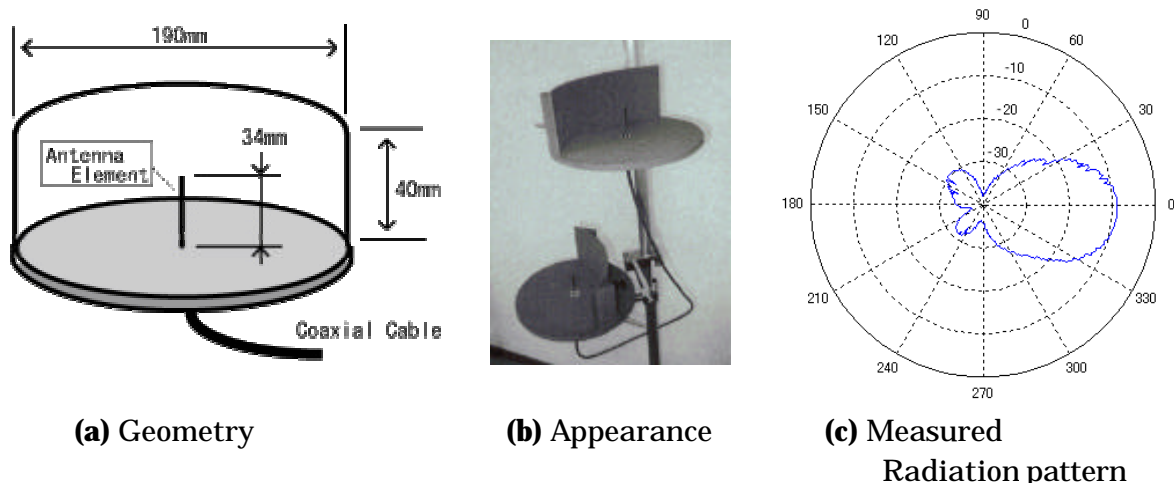 190mm
34mm
Antenna
Element
40mm
Coaxial Cable
(a) Geometry
(b) Appearance
90
0
120
60
-10
150
-20
30
-30
180
0
210
330
240
300
270
(c) Measured
Radiation pattern